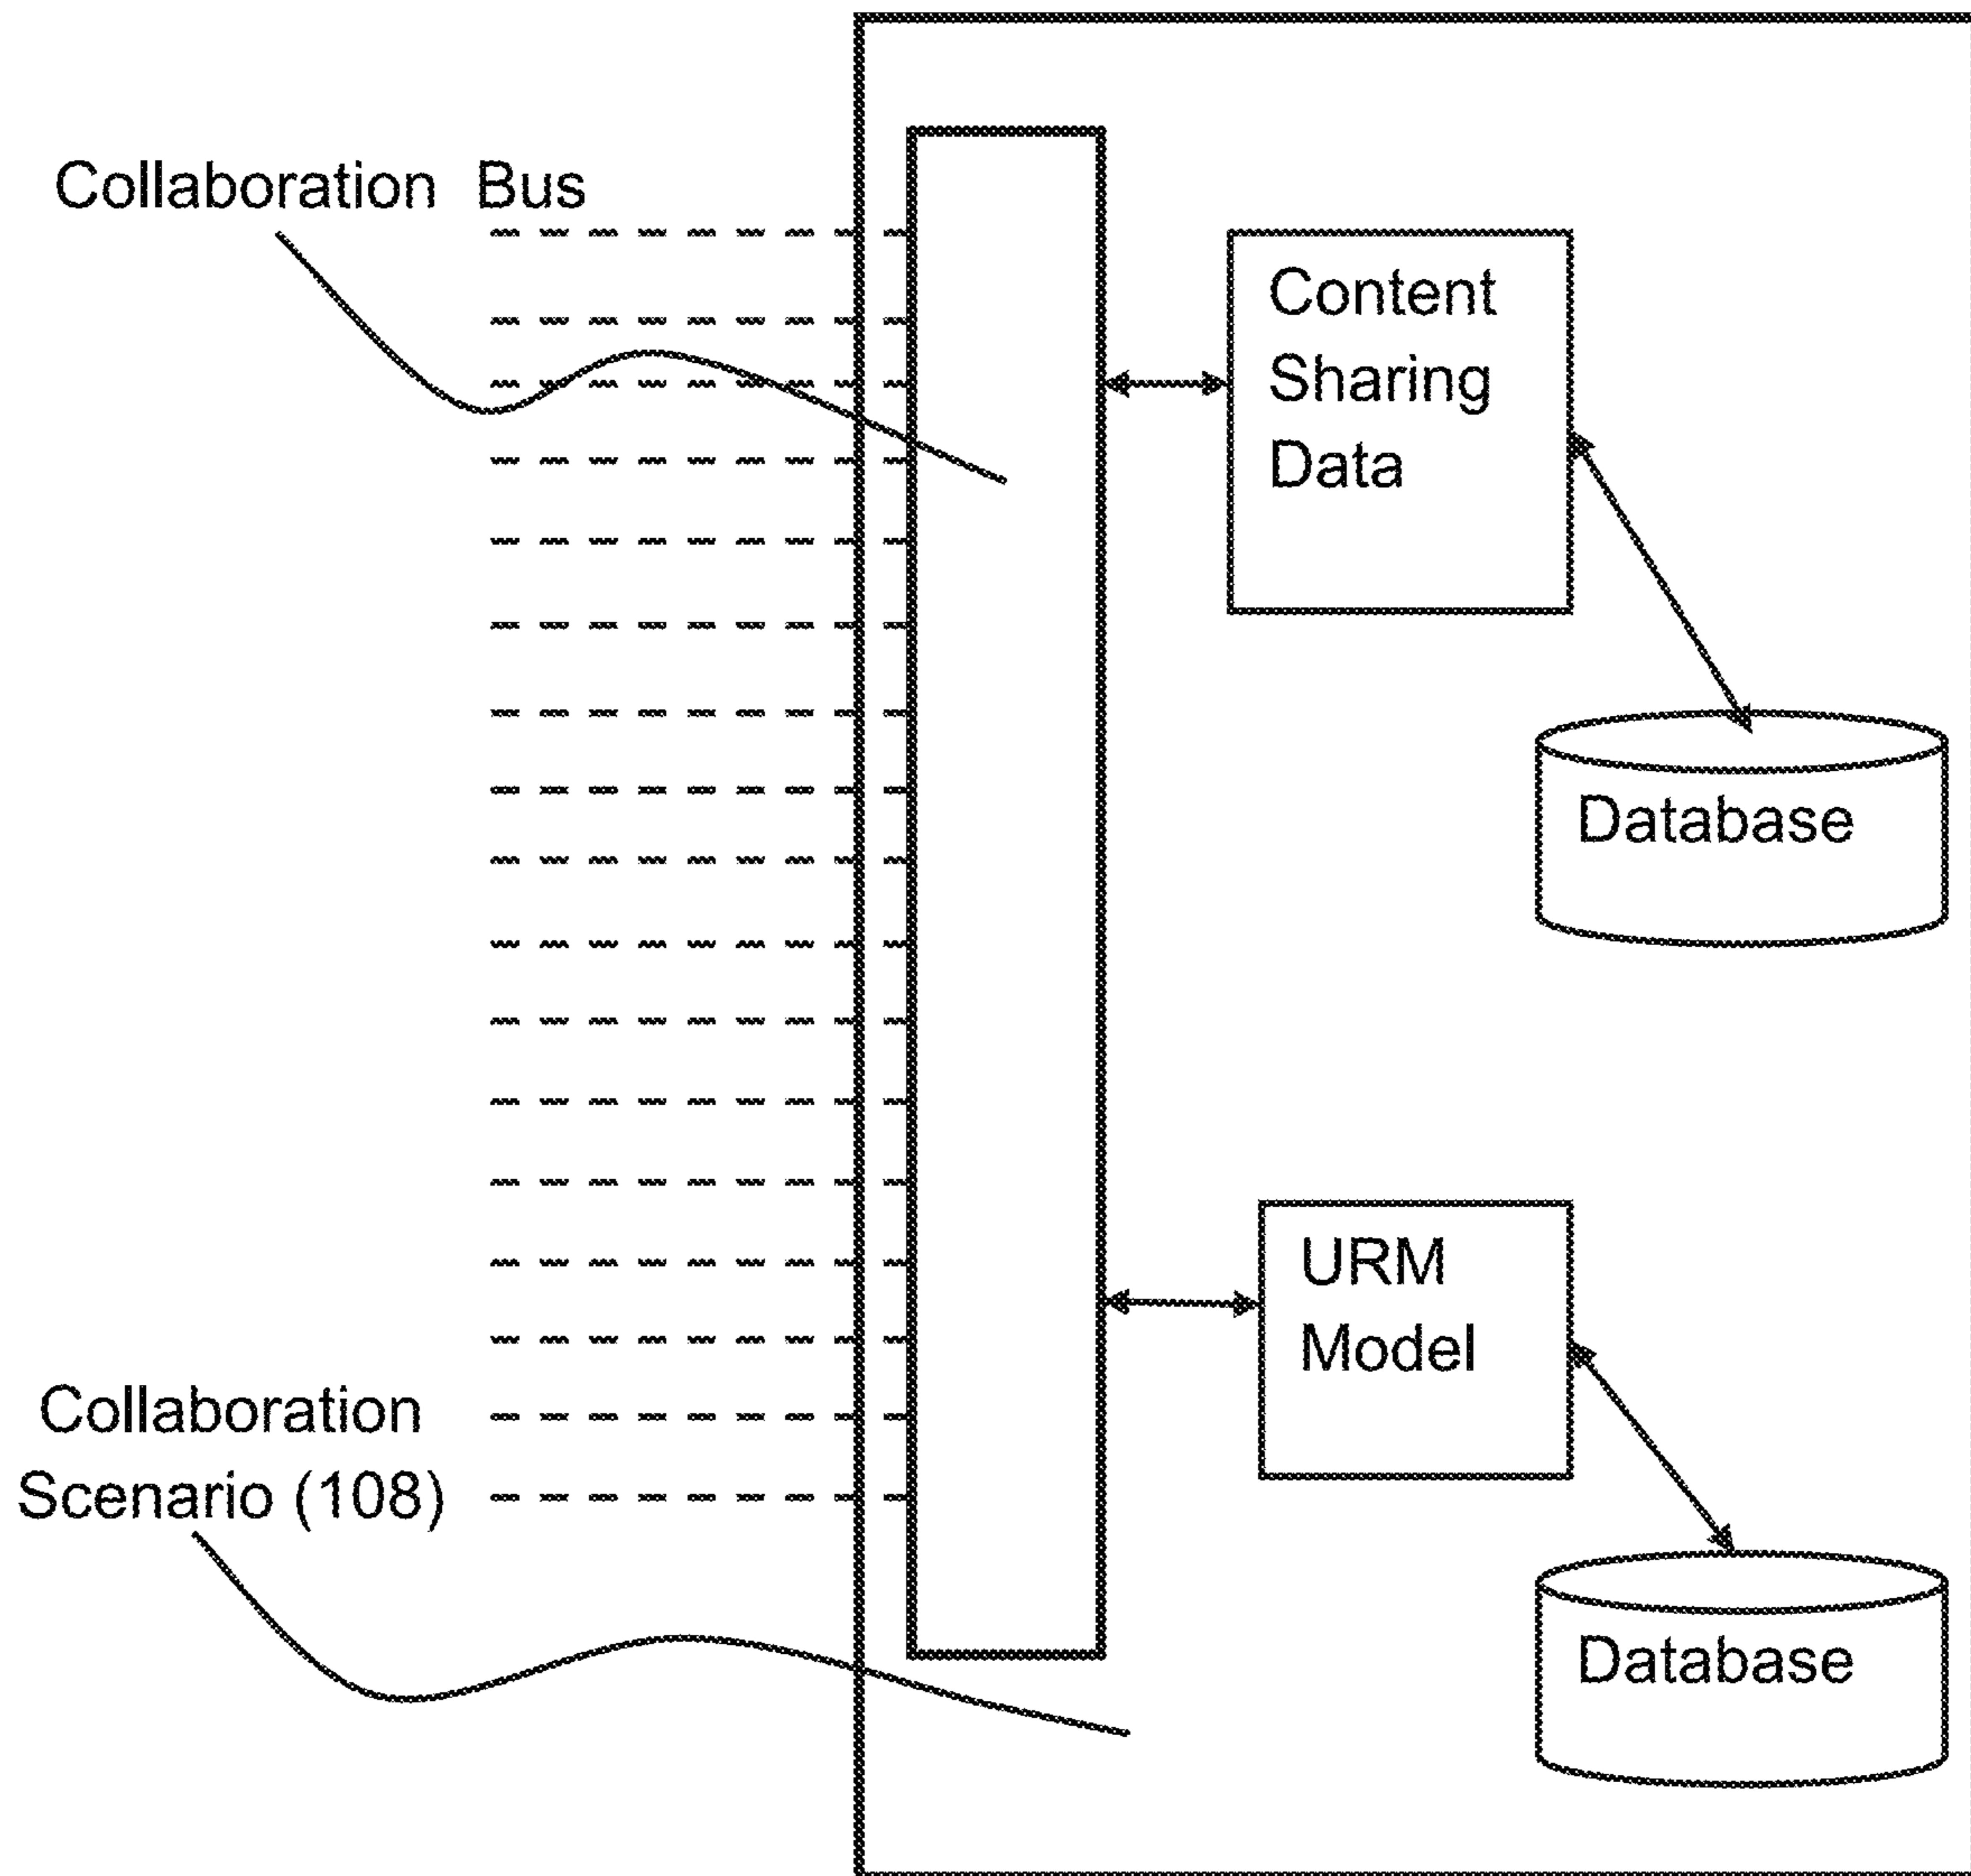 Collaboration Bus
Content
Sharing
Data
Database
URM
Model
Collaboration
Scenario (108)
Database